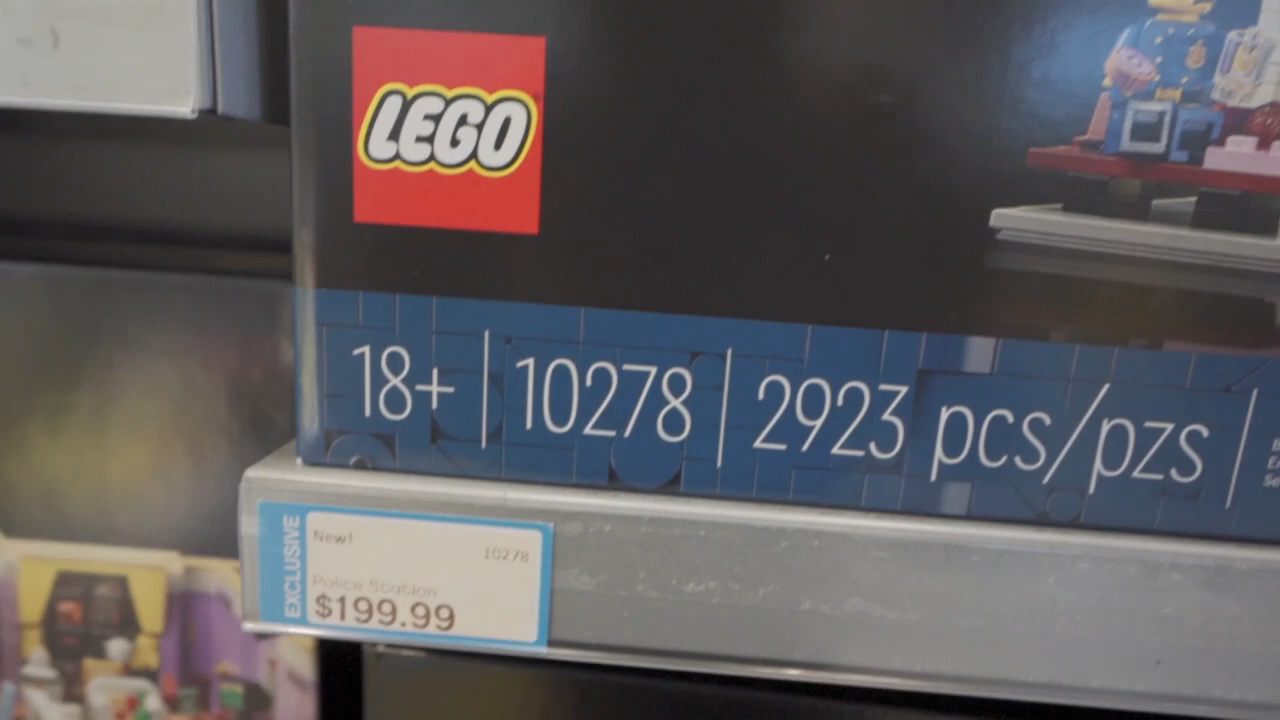 LEGO
18+ | 10278 | 2923 pcs/pzs
EXCLUSIVE
New!
10278
Police Station
$199.99